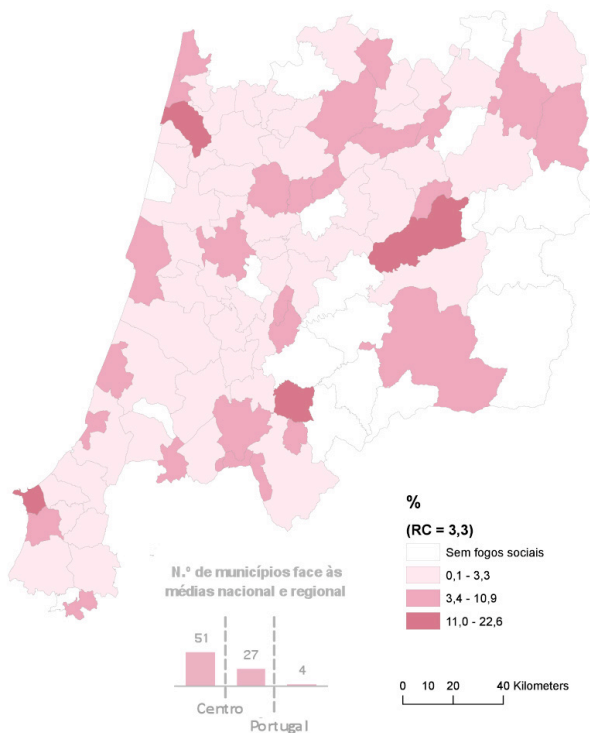 %
(RC = 3,3)
Sem fogos sociais
0,1 - 3,3
3,4 - 10,9
11,0 - 22,6
N.º de municípios face às
médias nacional e regional
51
27
4
Centro
Portugal
0 10 20 40 Kilometers